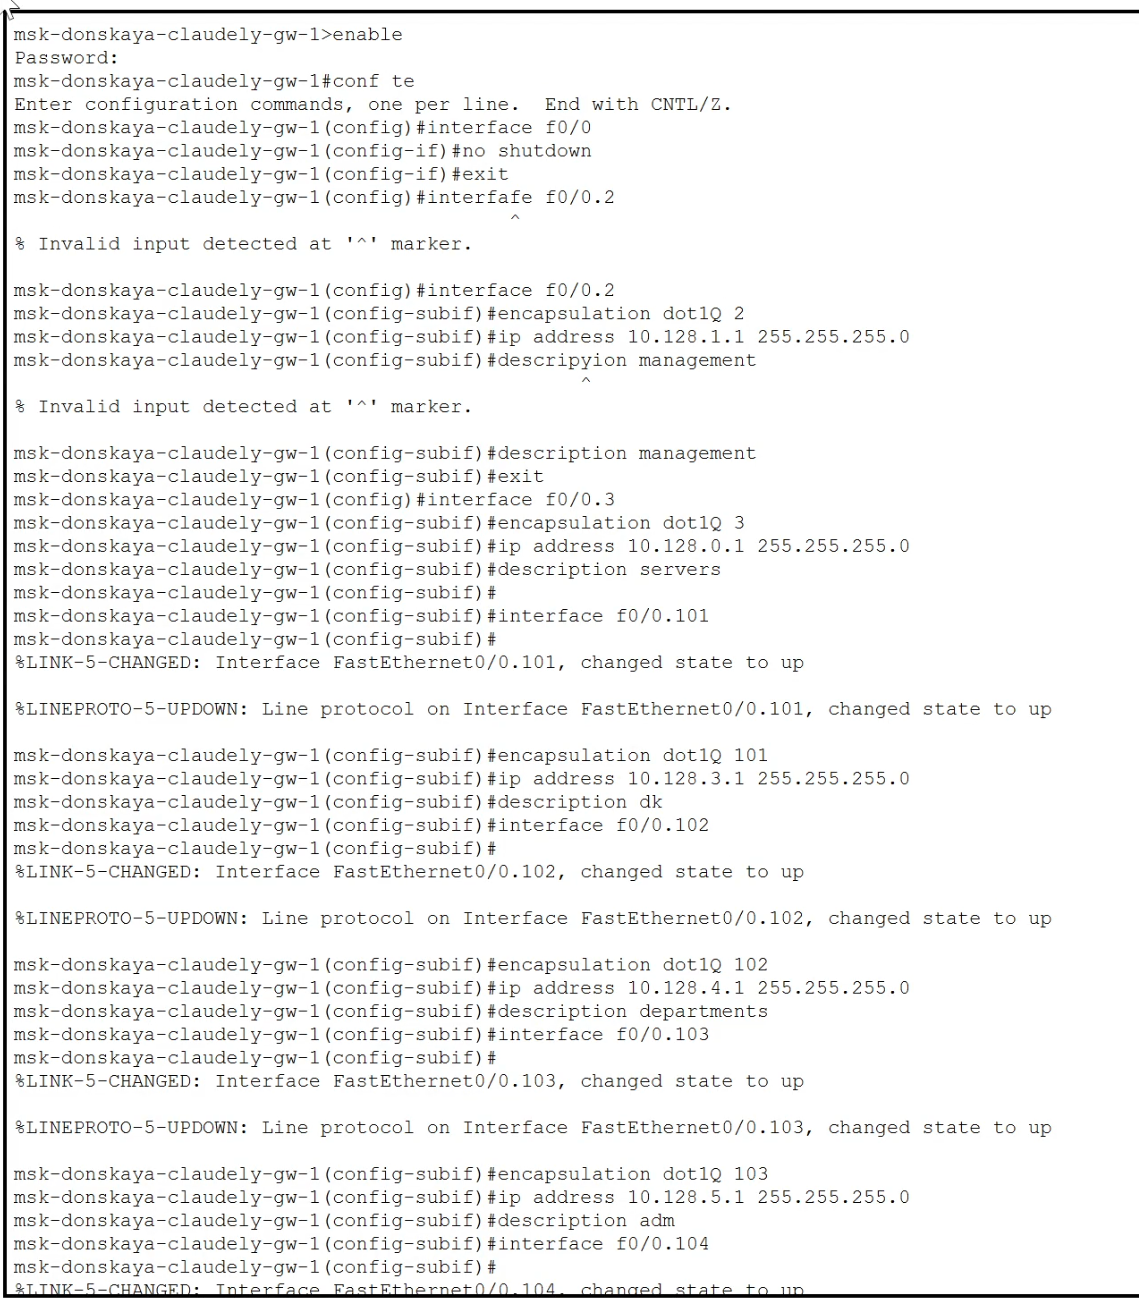 msk-donskaya-claudely-gw-1>enable
Password:
msk-donskaya-claudely-gw-1#conf te
Enter configuration commands, one per line.  End with CNTL/Z.
msk-donskaya-claudely-gw-1(config)#interface f0/0
msk-donskaya-claudely-gw-1(config-if)#no shutdown
msk-donskaya-claudely-gw-1(config-if)#exit
msk-donskaya-claudely-gw-1(config)#interfafe f0/0.2
^
% Invalid input detected at '^' marker.
msk-donskaya-claudely-gw-1(config)#interface f0/0.2
msk-donskaya-claudely-gw-1(config-subif)#encapsulation dot1Q 2
msk-donskaya-claudely-gw-1(config-subif)#ip address 10.128.1.1 255.255.255.0
msk-donskaya-claudely-gw-1(config-subif)#descripyion management
^
% Invalid input detected at '^' marker.
msk-donskaya-claudely-gw-1(config-subif)#description management
msk-donskaya-claudely-gw-1(config-subif)#exit
msk-donskaya-claudely-gw-1(config)#interface f0/0.3
msk-donskaya-claudely-gw-1(config-subif)#encapsulation dot1Q 3
msk-donskaya-claudely-gw-1(config-subif)#ip address 10.128.0.1 255.255.255.0
msk-donskaya-claudely-gw-1(config-subif)#description servers
msk-donskaya-claudely-gw-1(config-subif)#
msk-donskaya-claudely-gw-1(config-subif)#interface f0/0.101
msk-donskaya-claudely-gw-1(config-subif)#
%LINK-5-CHANGED: Interface FastEthernet0/0.101, changed state to up
%LINEPROTO-5-UPDOWN: Line protocol on Interface FastEthernet0/0.101, changed state to up
msk-donskaya-claudely-gw-1(config-subif)#encapsulation dot1Q 101
msk-donskaya-claudely-gw-1(config-subif)#ip address 10.128.3.1 255.255.255.0
msk-donskaya-claudely-gw-1(config-subif)#description dk
msk-donskaya-claudely-gw-1(config-subif)#interface f0/0.102
msk-donskaya-claudely-gw-1(config-subif)#
%LINK-5-CHANGED: Interface FastEthernet0/0.102, changed state to up
%LINEPROTO-5-UPDOWN: Line protocol on Interface FastEthernet0/0.102, changed state to up
msk-donskaya-claudely-gw-1(config-subif)#encapsulation dot1Q 102
msk-donskaya-claudely-gw-1(config-subif)#ip address 10.128.4.1 255.255.255.0
msk-donskaya-claudely-gw-1(config-subif)#description departments
msk-donskaya-claudely-gw-1(config-subif)#interface f0/0.103
msk-donskaya-claudely-gw-1(config-subif)#
%LINK-5-CHANGED: Interface FastEthernet0/0.103, changed state to up
%LINEPROTO-5-UPDOWN: Line protocol on Interface FastEthernet0/0.103, changed state to up
msk-donskaya-claudely-gw-1(config-subif)#encapsulation dot1Q 103
msk-donskaya-claudely-gw-1(config-subif)#ip address 10.128.5.1 255.255.255.0
msk-donskaya-claudely-gw-1(config-subif)#description adm
msk-donskaya-claudely-gw-1(config-subif)#interface f0/0.104
msk-donskaya-claudely-gw-1(config-subif)#
%LINK-5-CHANGED: Interface FastEthernet0/0.104, changed state to up